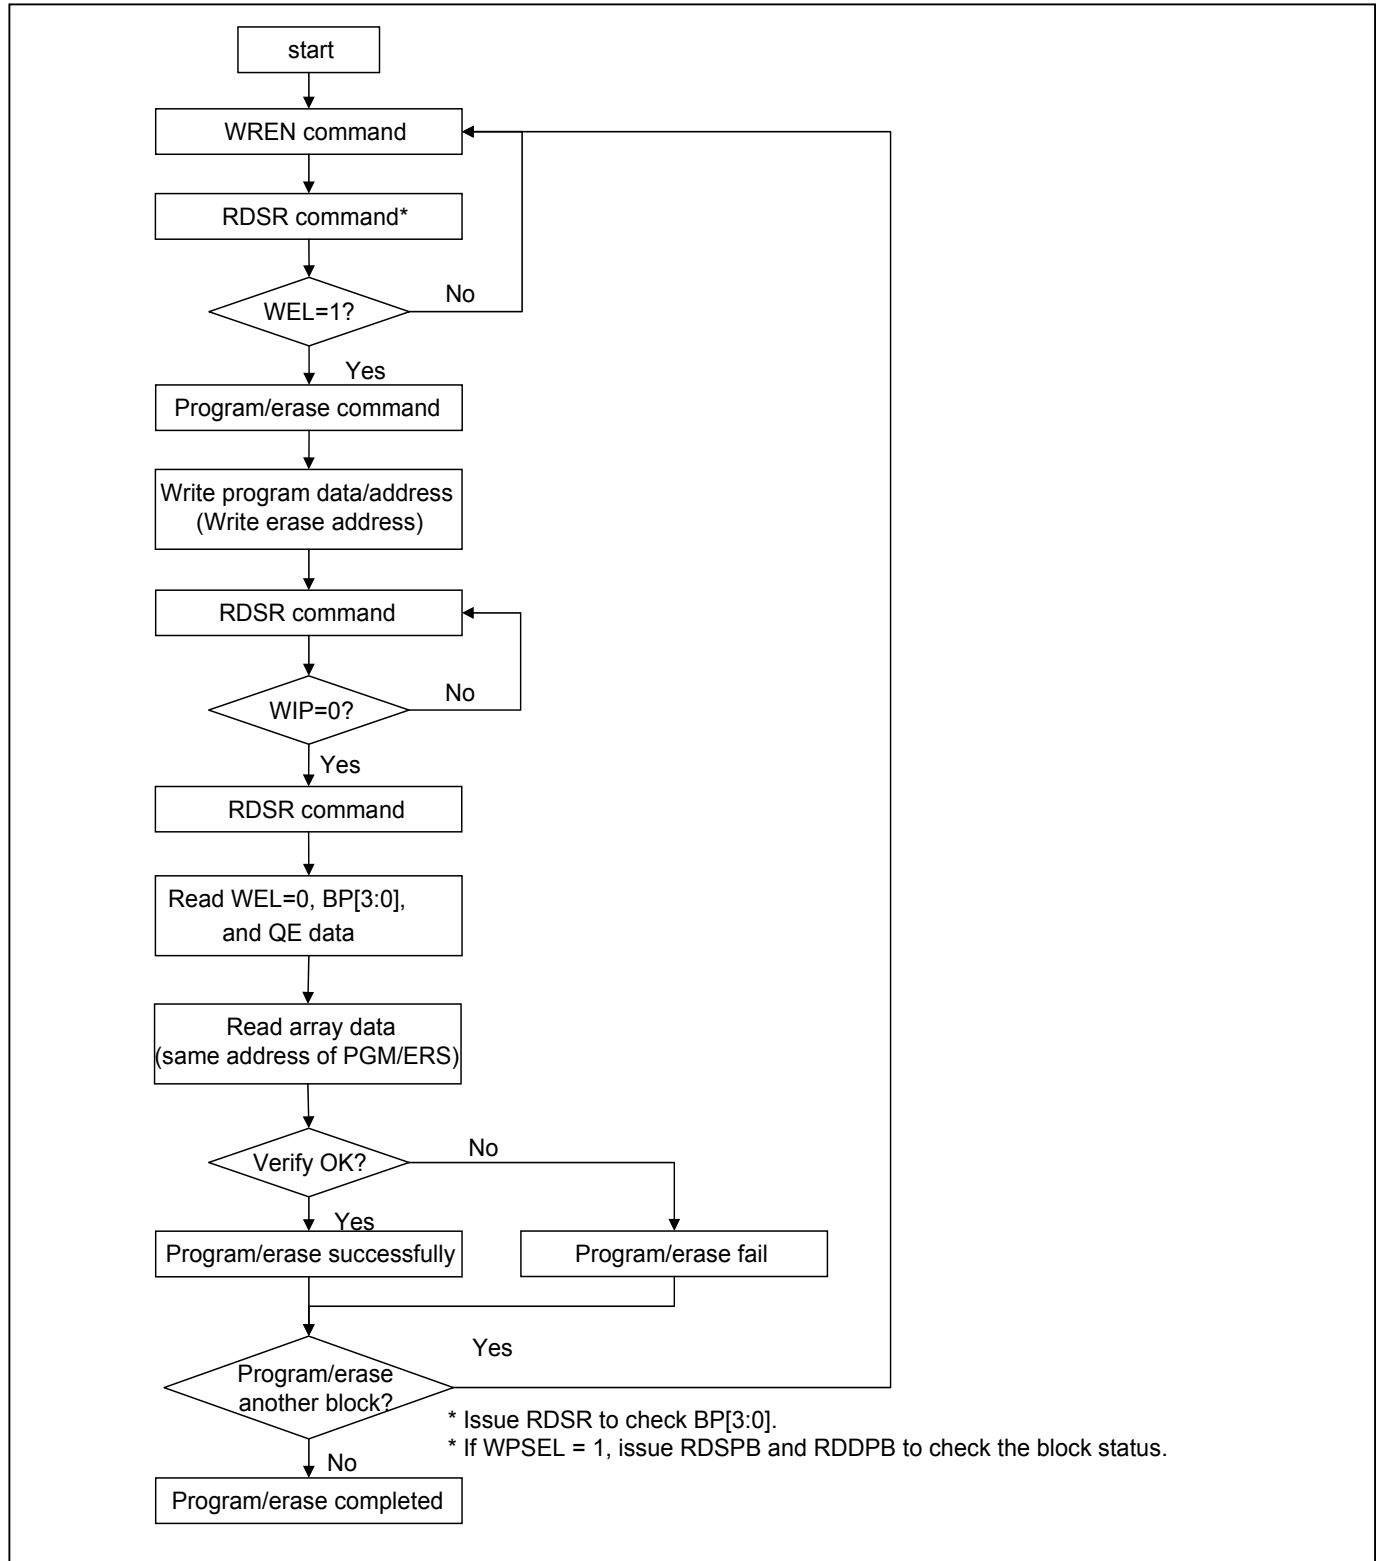 start
WREN command
RDSR command*
WEL=1?
No
Yes
Program/erase command
Write program data/address
(Write erase address)
RDSR command
WIP=0?
No
Yes
RDSR command
Read WEL=0, BP[3:0],
and QE data
Read array data
(same address of PGM/ERS)
Verify OK?
No
Yes
Program/erase successfully
Program/erase fail
Program/erase
another block?
Yes
* Issue RDSR to check BP[3:0].
* If WPSEL = 1, issue RDSPB and RDDPB to check the block status.
No
Program/erase completed